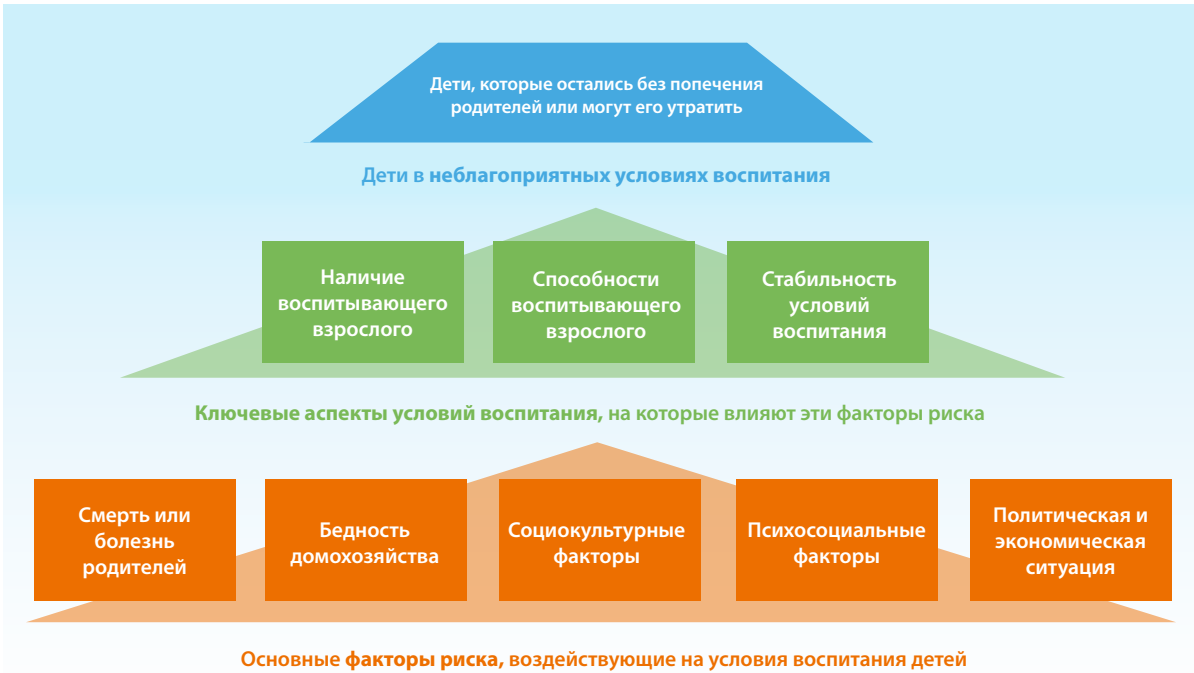 Дети, которые остались без попечения
родителей или могут его утратить
Дети в неблагоприятных условиях воспитания
Наличие
воспитывающего
взрослого
Способности
воспитывающего
взрослого
Стабильность
условий
воспитания
Ключевые аспекты условий воспитания, на которые влияют эти факторы риска
Смерть или
болезнь
родителей
Бедность
домохозяйства
Социокультурные
факторы
Психосоциальные
факторы
Политическая и
экономическая
ситуация
Основные факторы риска, воздействующие на условия воспитания детей